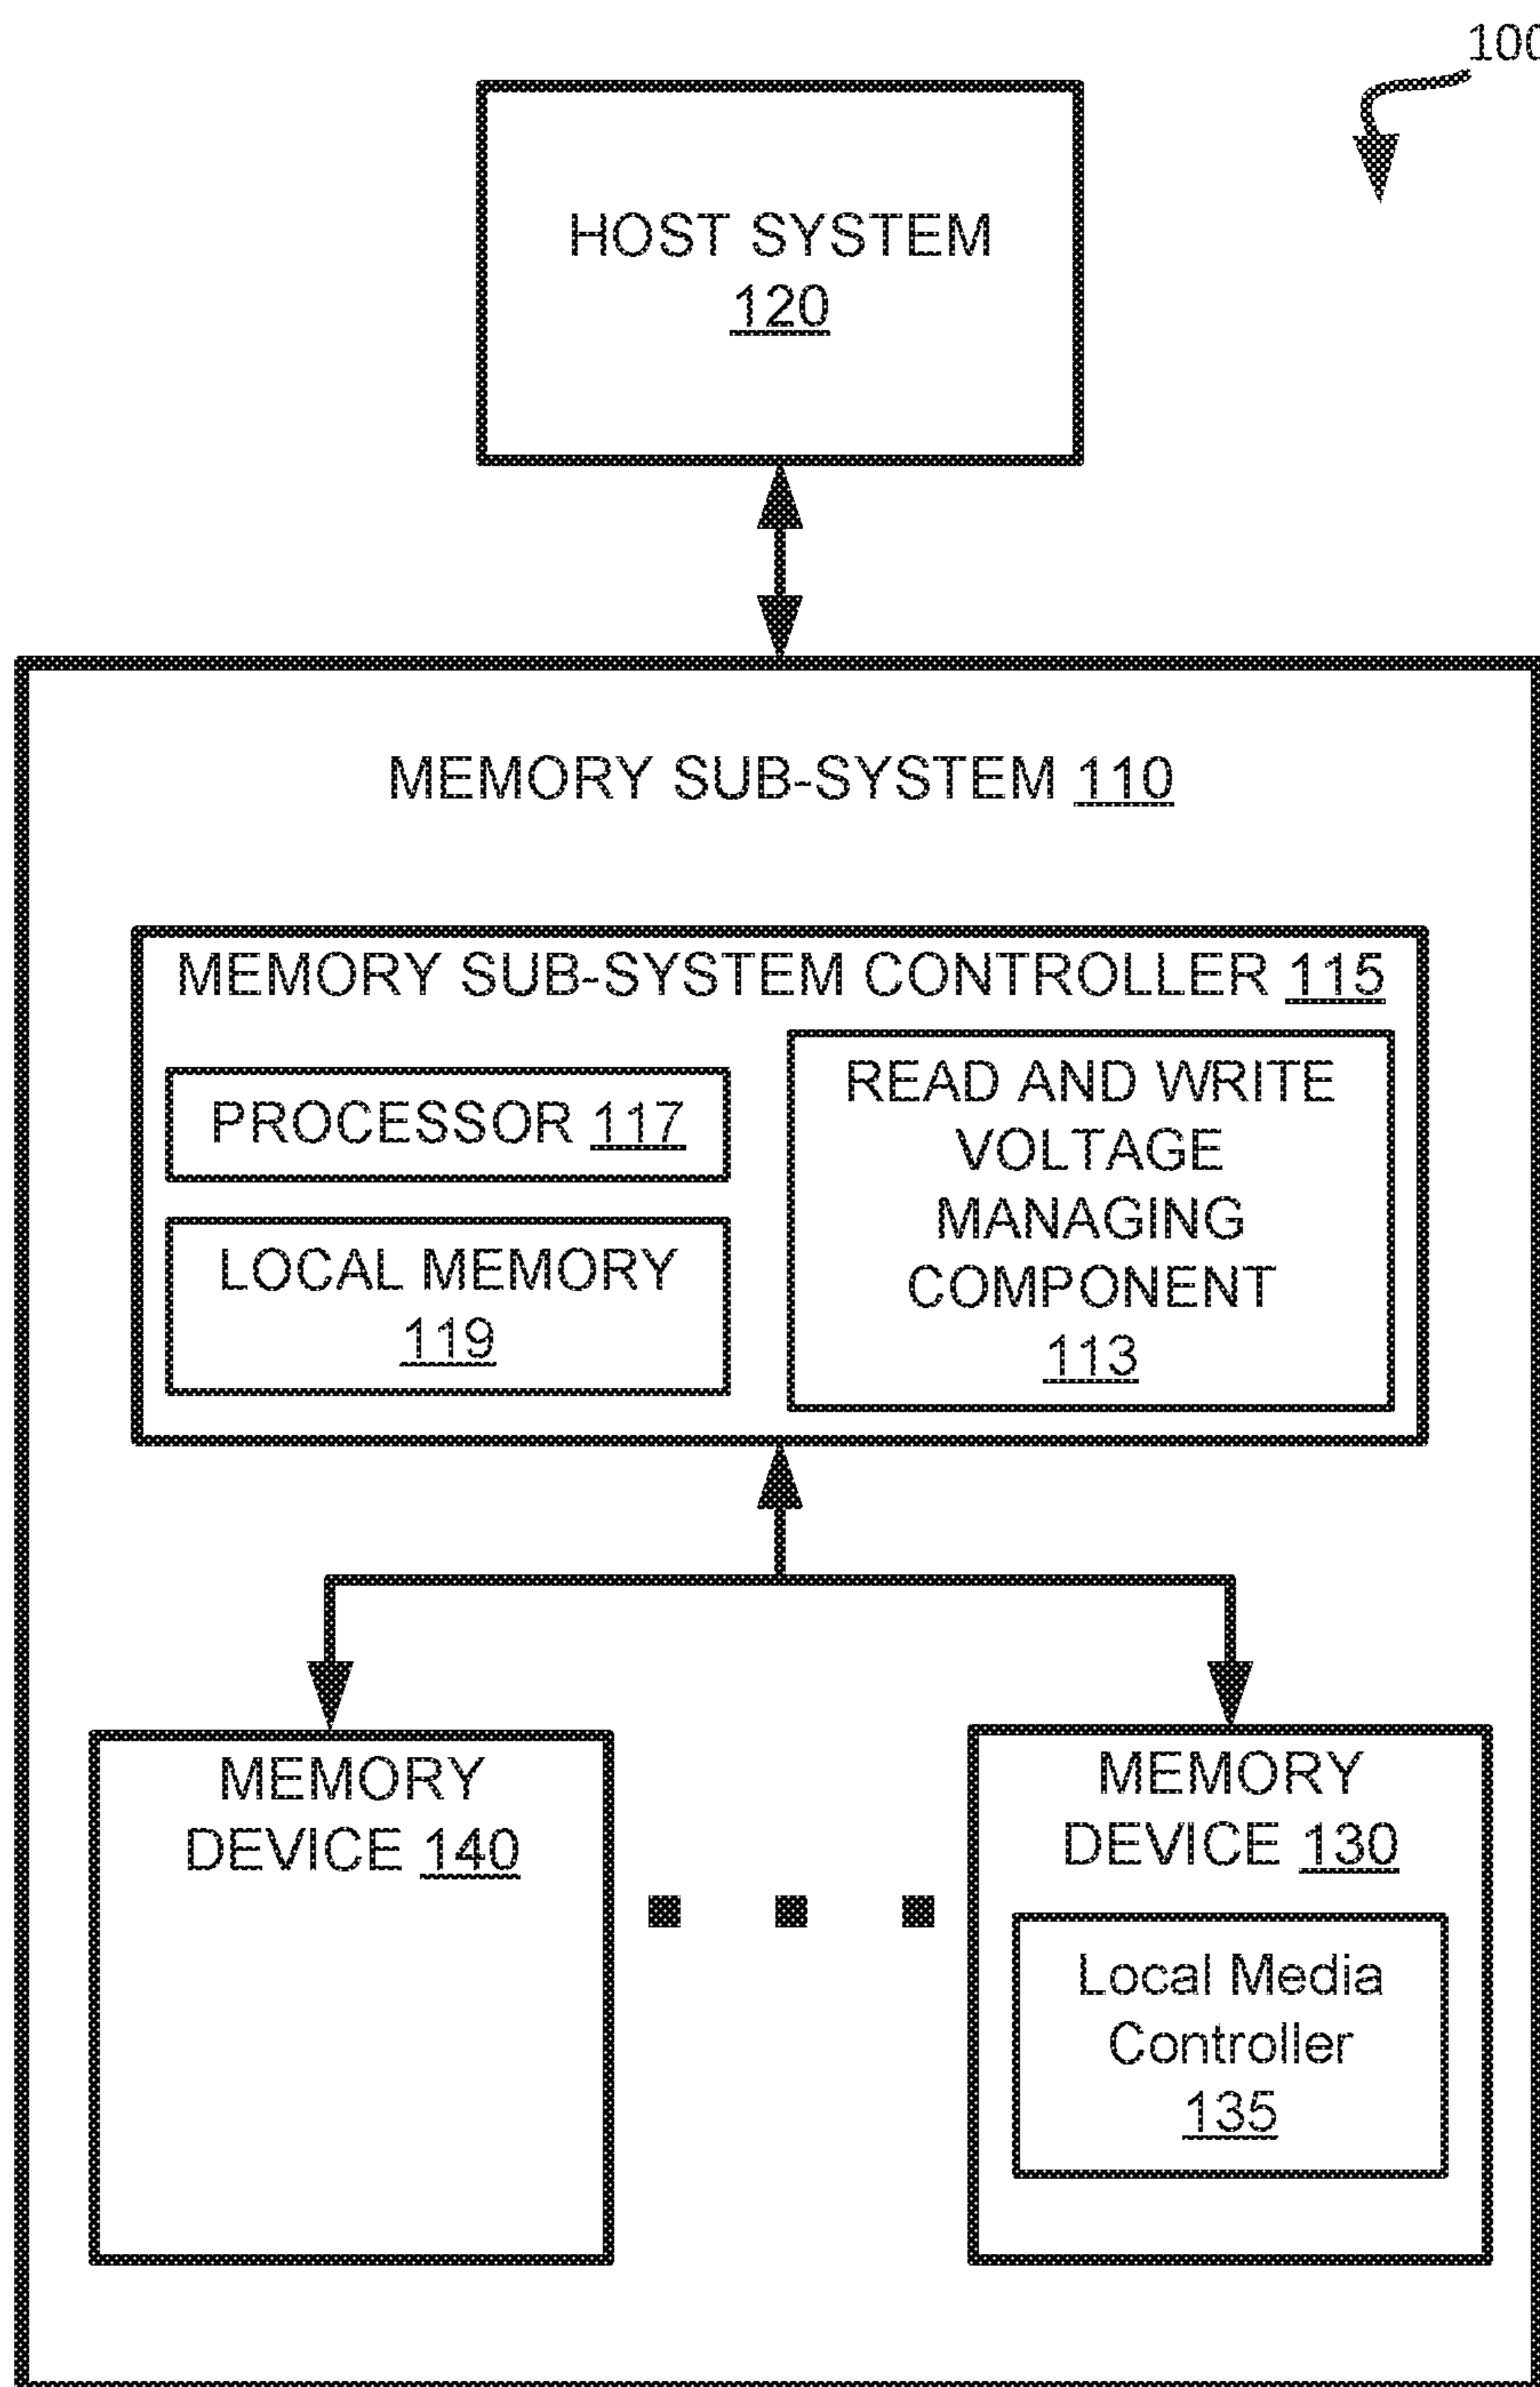 100
HOST SYSTEM
120
MEMORY SUB-SYSTEM 110
MEMORY SUB-SYSTEM CONTROLLER 115
PROCESSOR 117
LOCAL MEMORY
119
READ AND WRITE
VOLTAGE
MANAGING
COMPONENT
113
MEMORY
DEVICE 140
MEMORY
DEVICE 130
Local Media
Controller
135